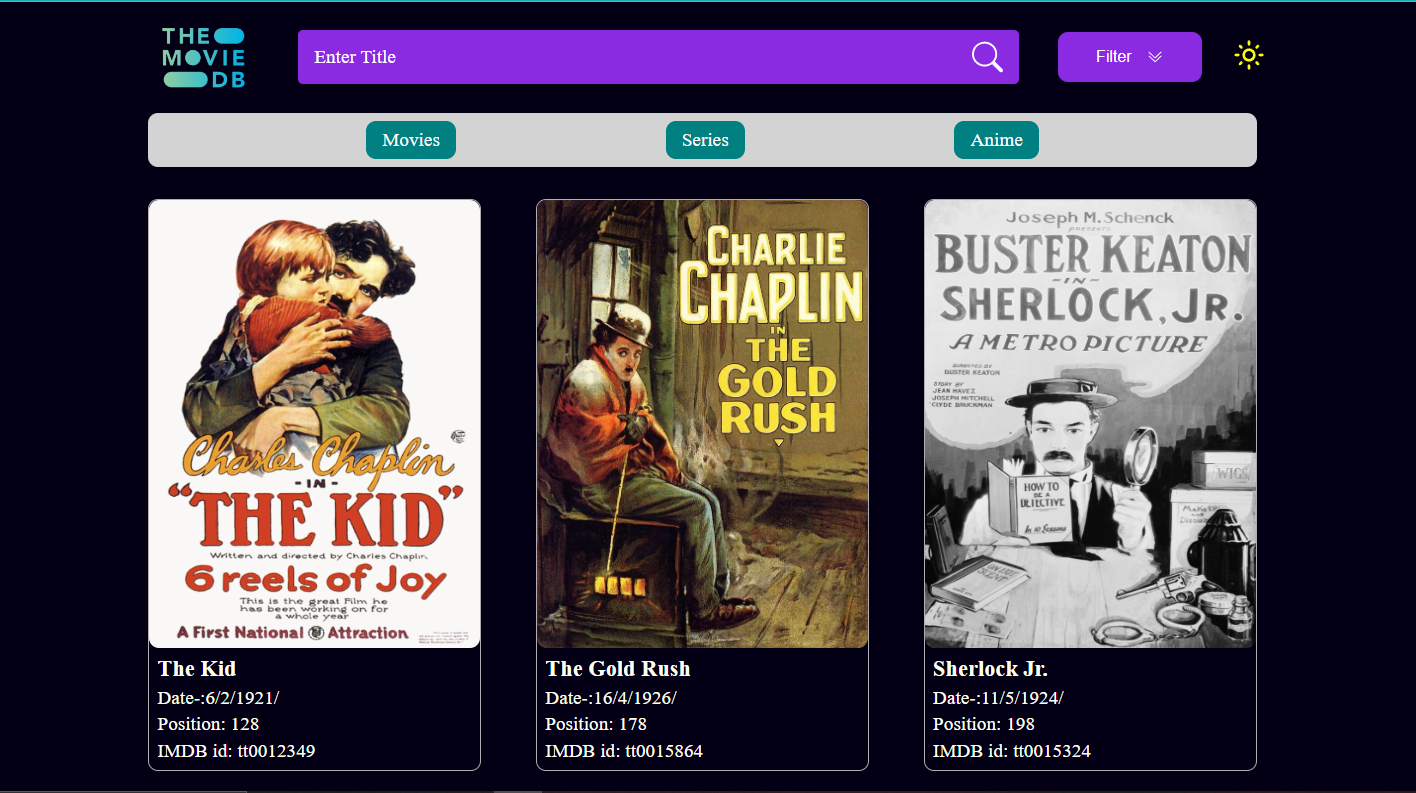 THE
MOVIE
DB
Enter Title
Filter
Movies
Series
Anime
Charles Chaplin
- IN -
"THE KID"
Written and directed by Charles Chaplin.
6 reels of Joy
This is the great Film he
has been working on for
a whole year
A First National Attraction
The Kid
Date-:6/2/1921/
Position: 128
IMDB id: tt0012349
CHARLIE
CHAPLIN
IN
THE
GOLD
RUSH
The Gold Rush
Date-:16/4/1926/
Position: 178
IMDB id: tt0015864
Joseph M. Schenck
PRESENTS
BUSTER KEATON
-IN-
SHERLOCK, JR.
A METRO PICTURE
DIRECTED BY
BUSTER KEATON
STORY BY
JEAN HAVEZ
JOSEPH MITCHELL
CLYDE BRUCKMAN
WIGS
HOW TO
BE A
DETECTIVE
In 10 Lessons
Sherlock Jr.
Date-:11/5/1924/
Position: 198
IMDB id: tt0015324